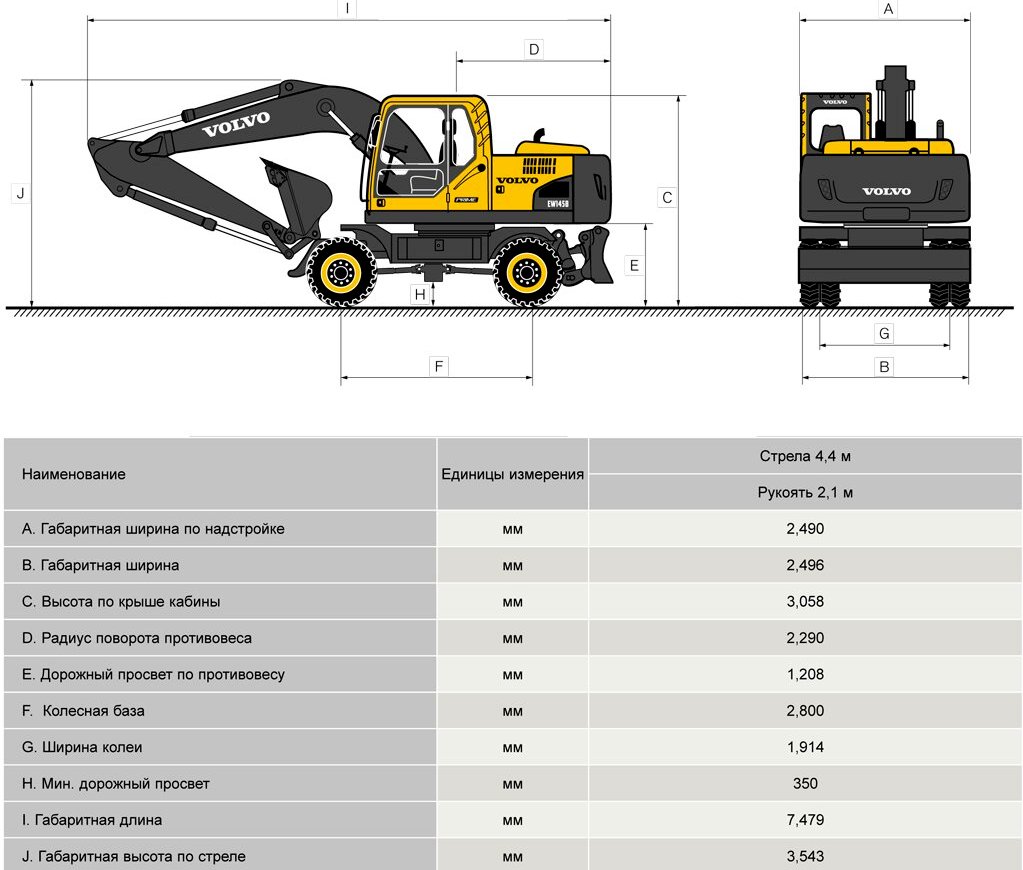 I
A
D
VOLVO
VOLVO
J
C
VOLVO
VOLVO
PRIME
EW145B
E
H
G
F
B
Наименование
Единицы измерения
Стрела 4,4 м
Рукоять 2,1 м
A. Габаритная ширина по надстройке мм 2,490
B. Габаритная ширина мм 2,496
C. Высота по крыше кабины мм 3,058
D. Радиус поворота противовеса мм 2,290
E. Дорожный просвет по противовесу мм 1,208
F. Колесная база мм 2,800
G. Ширина колеи мм 1,914
H. Мин. дорожный просвет мм 350
I. Габаритная длина мм 7,479
J. Габаритная высота по стреле мм 3,543